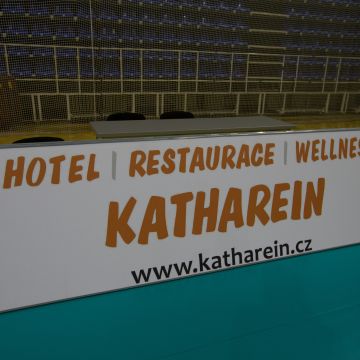 HOTEL | RESTAURACE | WELLNES
KATHAREIN
www.katharein.cz